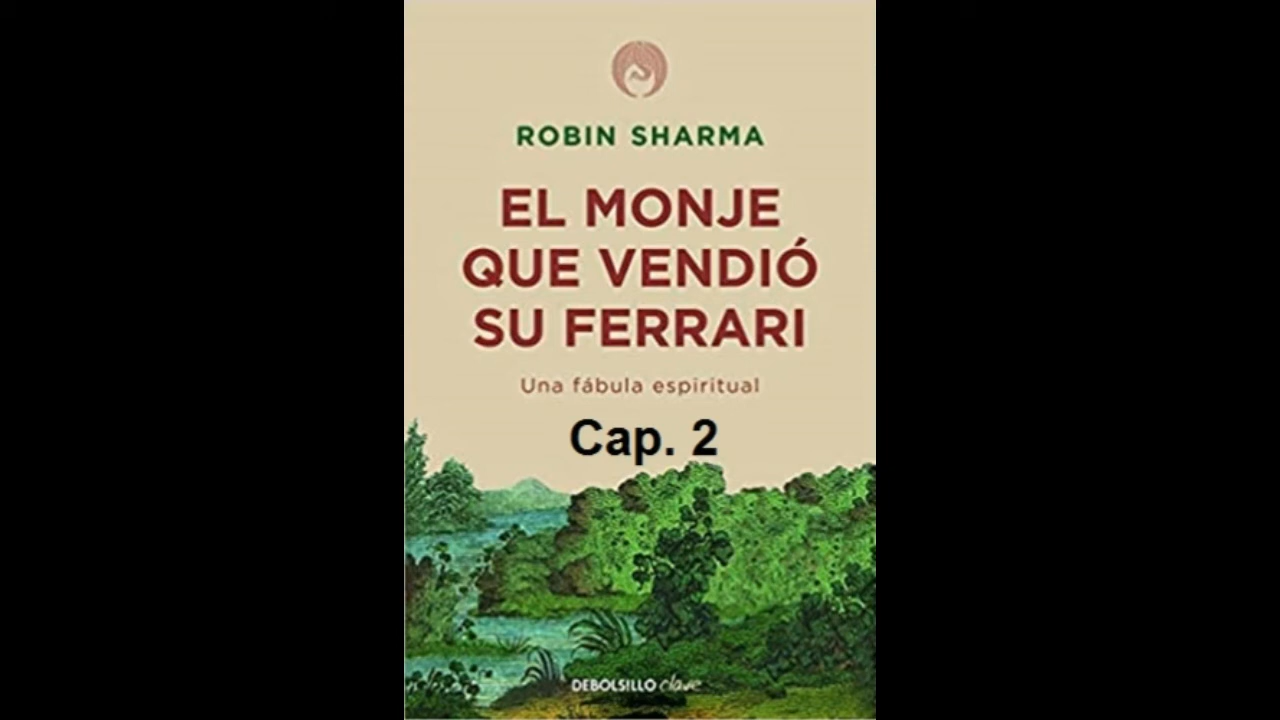 ROBIN SHARMA
EL MONJE
QUE VENDIÓ
SU FERRARI
Una fábula espiritual
Cap. 2
DEBOLSILLO clave